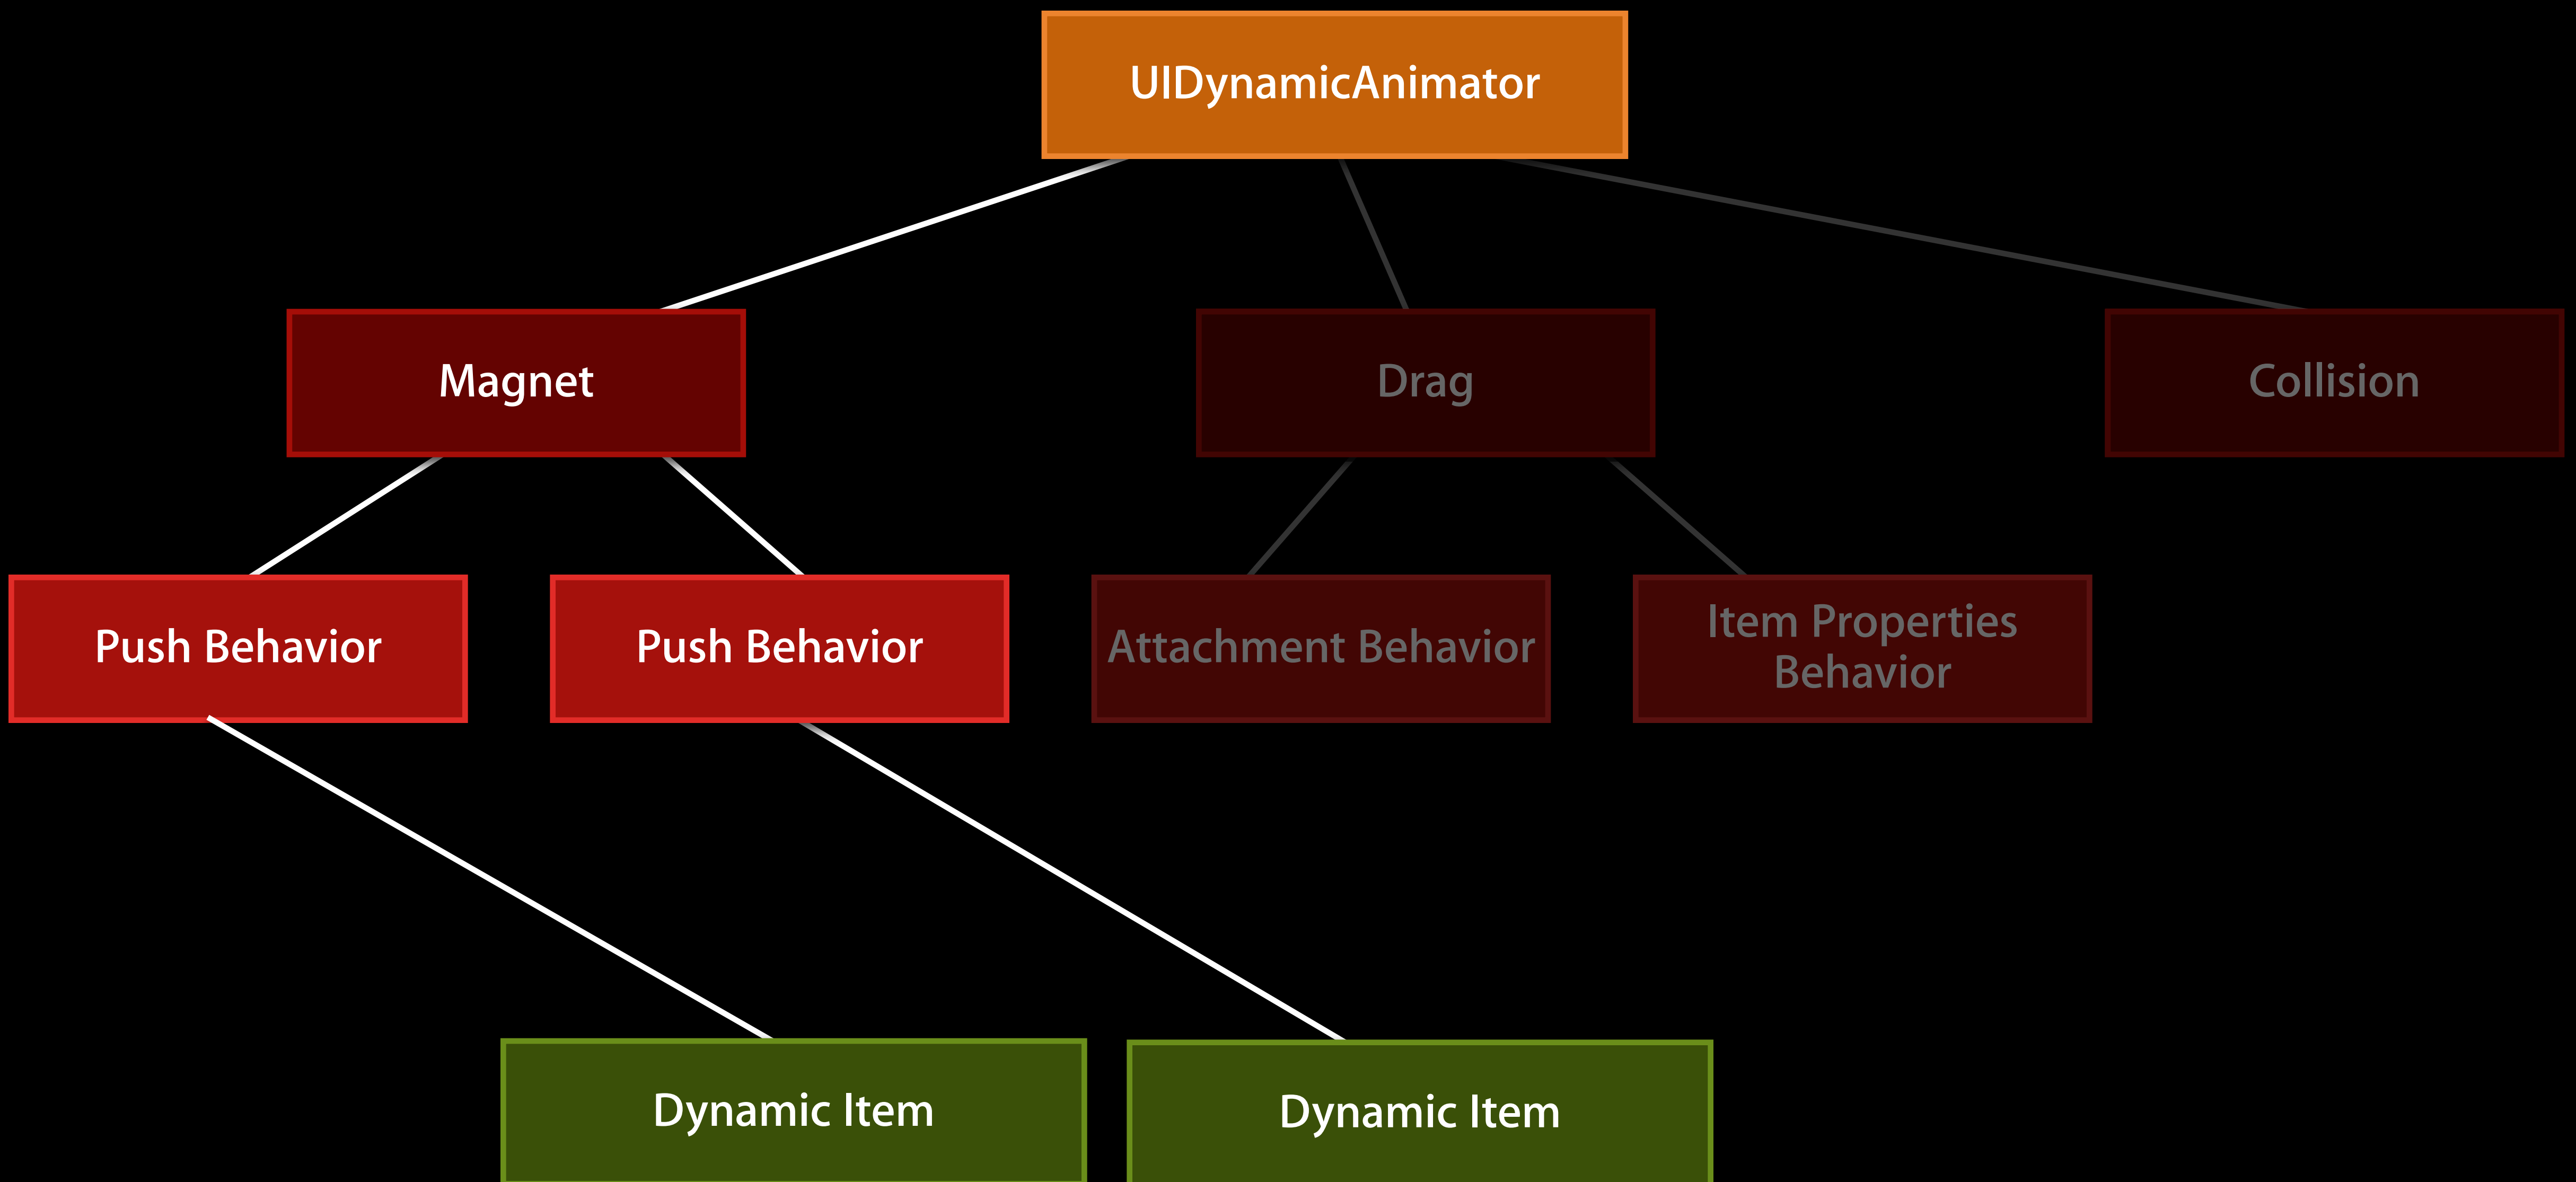 UIDynamicAnimator
Magnet
Drag
Collision
Push Behavior
Push Behavior
Attachment Behavior
Item Properties
Behavior
Dynamic Item
Dynamic Item